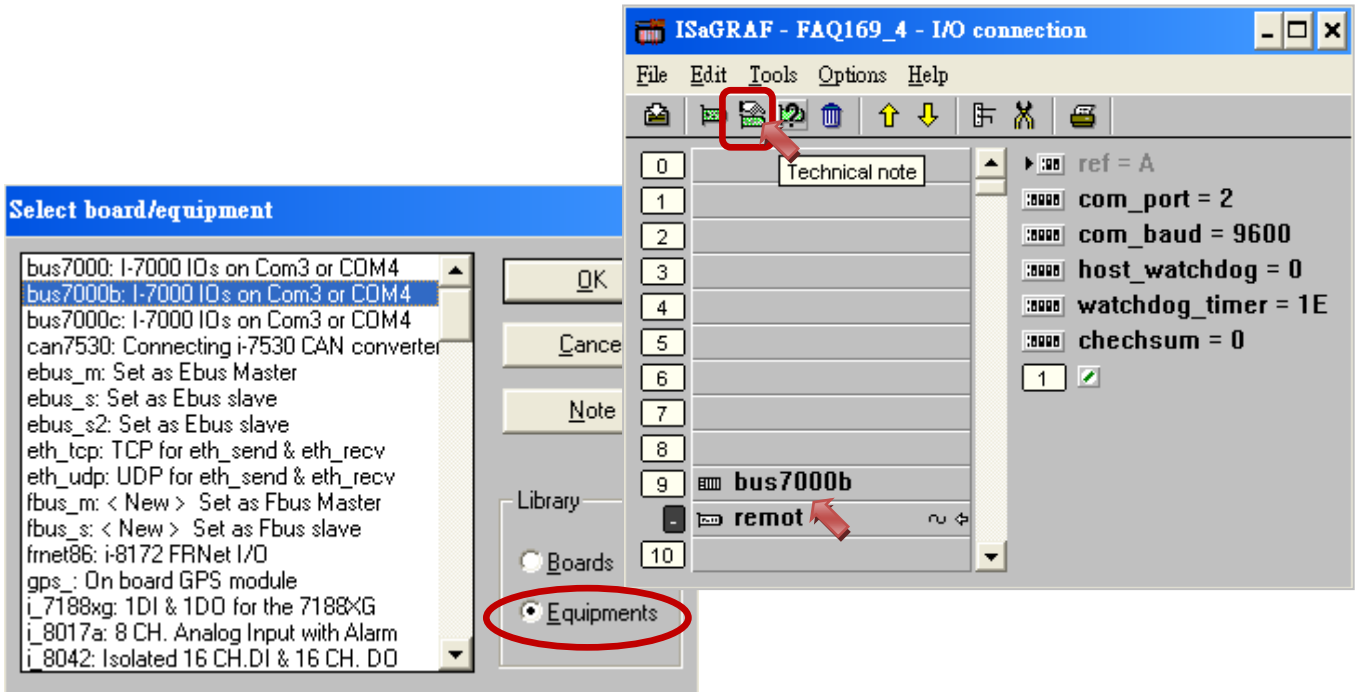 ISaGRAF - FAQ169_4 - I/O connection
File Edit Tools Options Help
Technical note
0
1
2
3
4
5
6
7
8
9 bus7000b
- remot
10
ref = A
com_port = 2
com_baud = 9600
host_watchdog = 0
watchdog_timer = 1E
chechsum = 0
1
Select board/equipment
bus7000: I-7000 IOs on Com3 or COM4
bus7000b: I-7000 IOs on Com3 or COM4
bus7000c: I-7000 IOs on Com3 or COM4
can7530: Connecting i-7530 CAN converter
ebus_m: Set as Ebus Master
ebus_s: Set as Ebus slave
ebus_s2: Set as Ebus slave
eth_tcp: TCP for eth_send & eth_recv
eth_udp: UDP for eth_send & eth_recv
fbus_m: < New > Set as Fbus Master
fbus_s: < New > Set as Fbus slave
frnet86: i-8172 FRNet I/O
gps_: On board GPS module
i_7188xg: 1DI & 1DO for the 7188XG
i_8017a: 8 CH. Analog Input with Alarm
i_8042: Isolated 16 CH.DI & 16 CH. DO
OK
Cance
Note
Library
Boards
Equipments